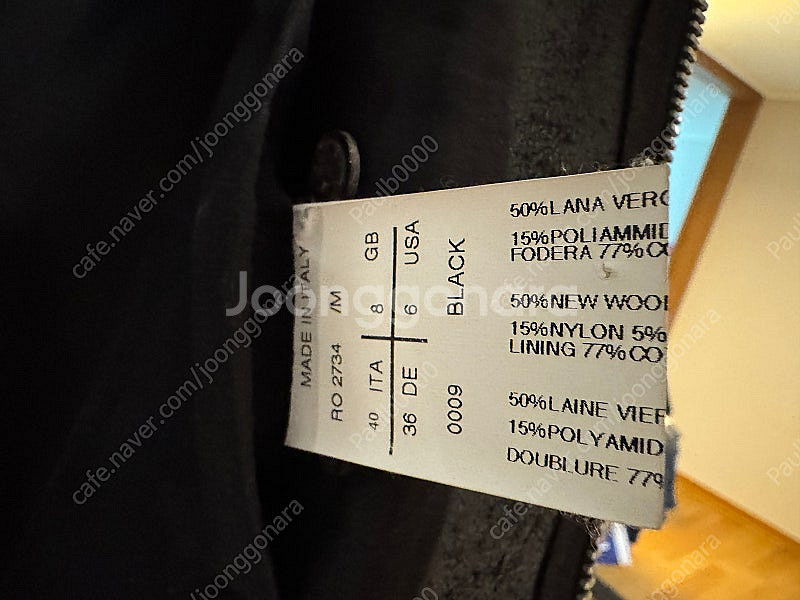 MADE IN ITALY
RO 2734 /M
40 ITA 8 GB
36 DE 6 USA
0009 BLACK
50%LANA VERG
15%POLIAMMID
FODERA 77%CO
50%NEW WOOL
15%NYLON 5%
LINING 77%CO
50%LAINE VIER
15%POLYAMID
DOUBLURE 77%
Joonggonara
cafe.naver.com/joonggonara
Paulb0000